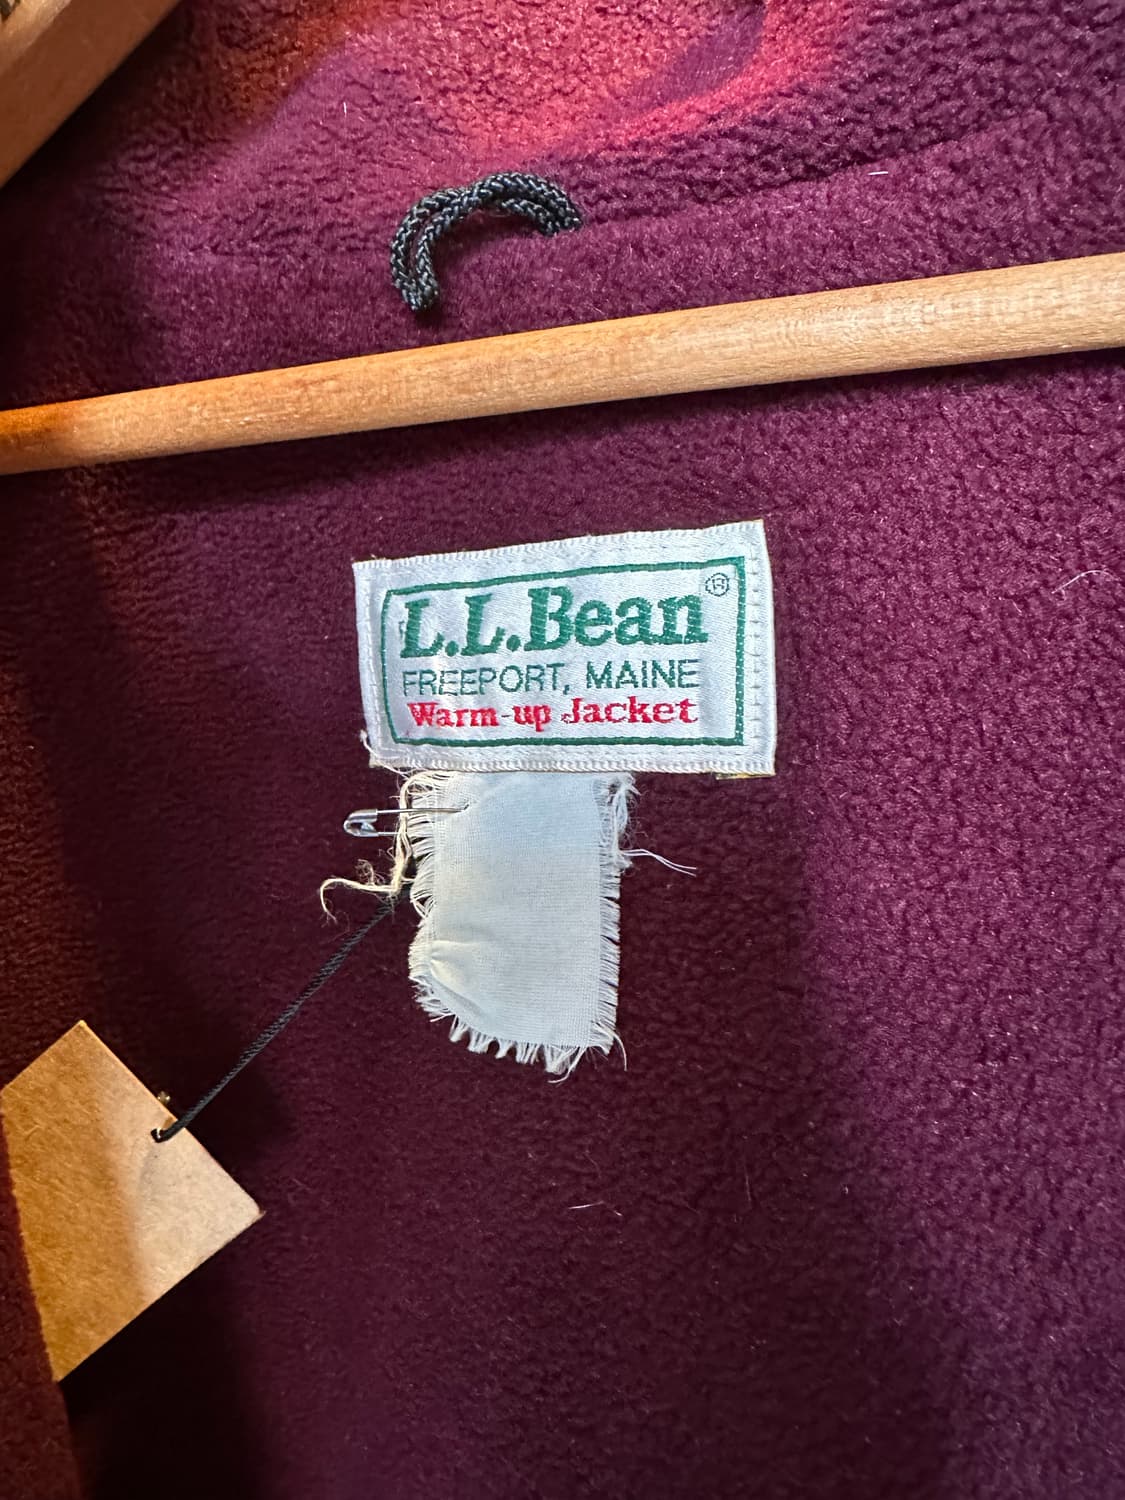 L.L.Bean®
FREEPORT, MAINE
Warm-up Jacket